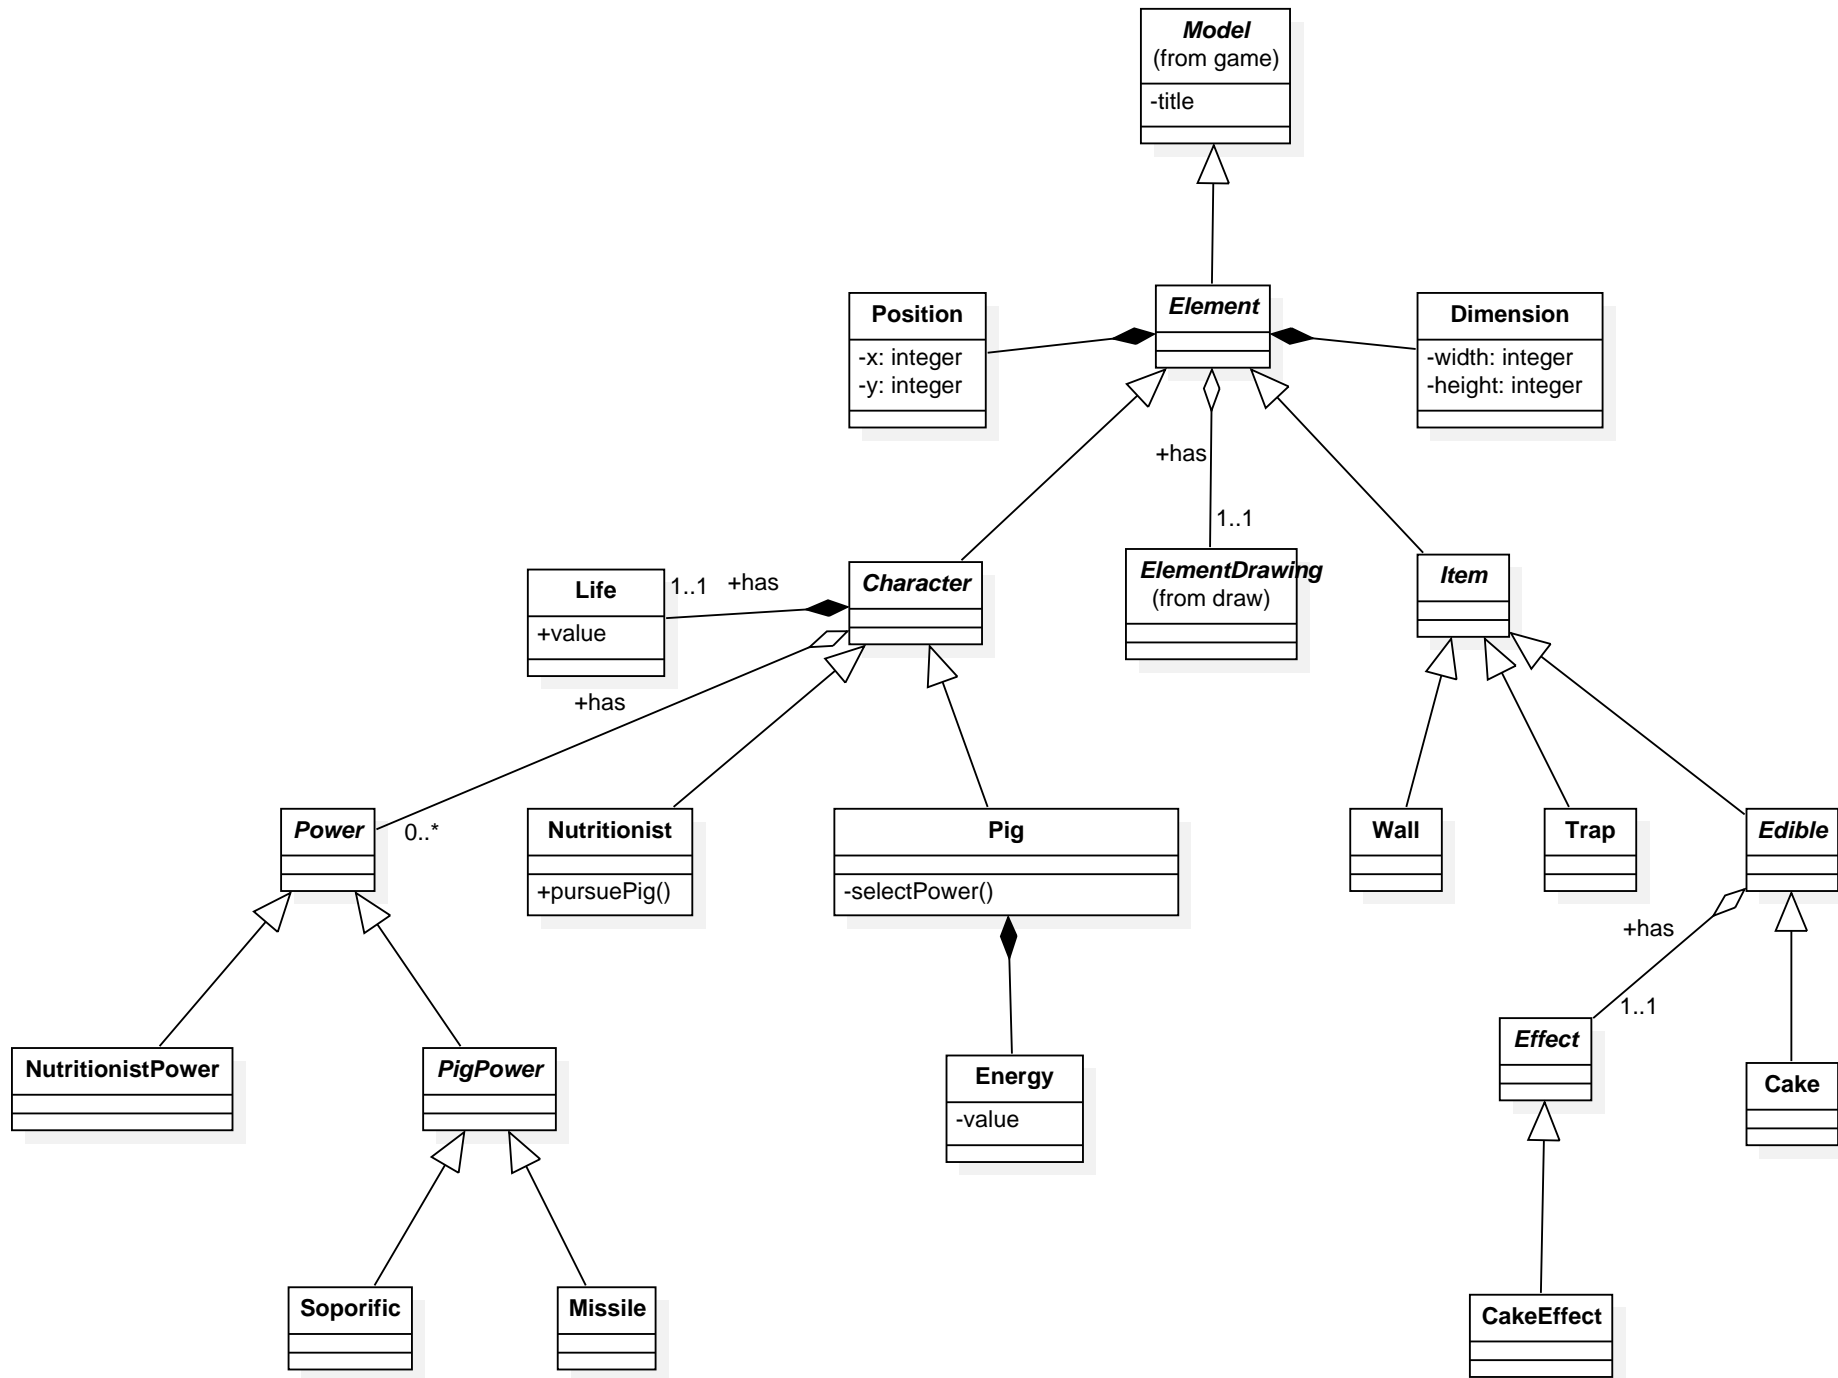 Model
(from game)
-title
Position
-x: integer
-y: integer
Element
Dimension
-width: integer
-height: integer
+has
1..1
Life
+value
1..1
+has
Character
ElementDrawing
(from draw)
Item
+has
0..*
Power
Nutritionist
+pursuePig()
Pig
-selectPower()
Wall
Trap
Edible
+has
1..1
NutritionistPower
PigPower
Energy
-value
Effect
Cake
Soporific
Missile
CakeEffect